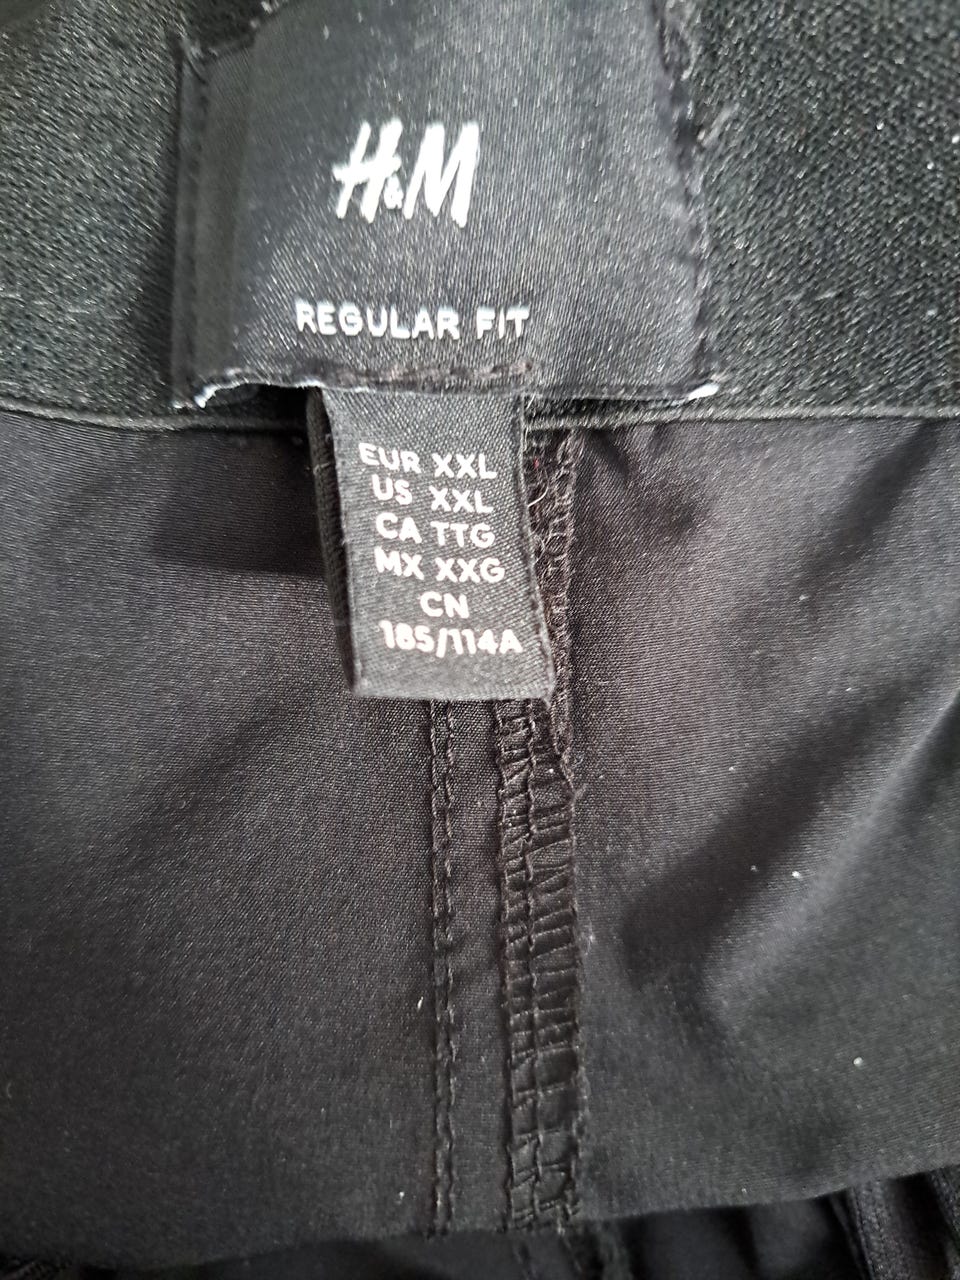 H&M
REGULAR FIT
EUR XXL
US XXL
CA TTG
MX XXG
CN
185/114A